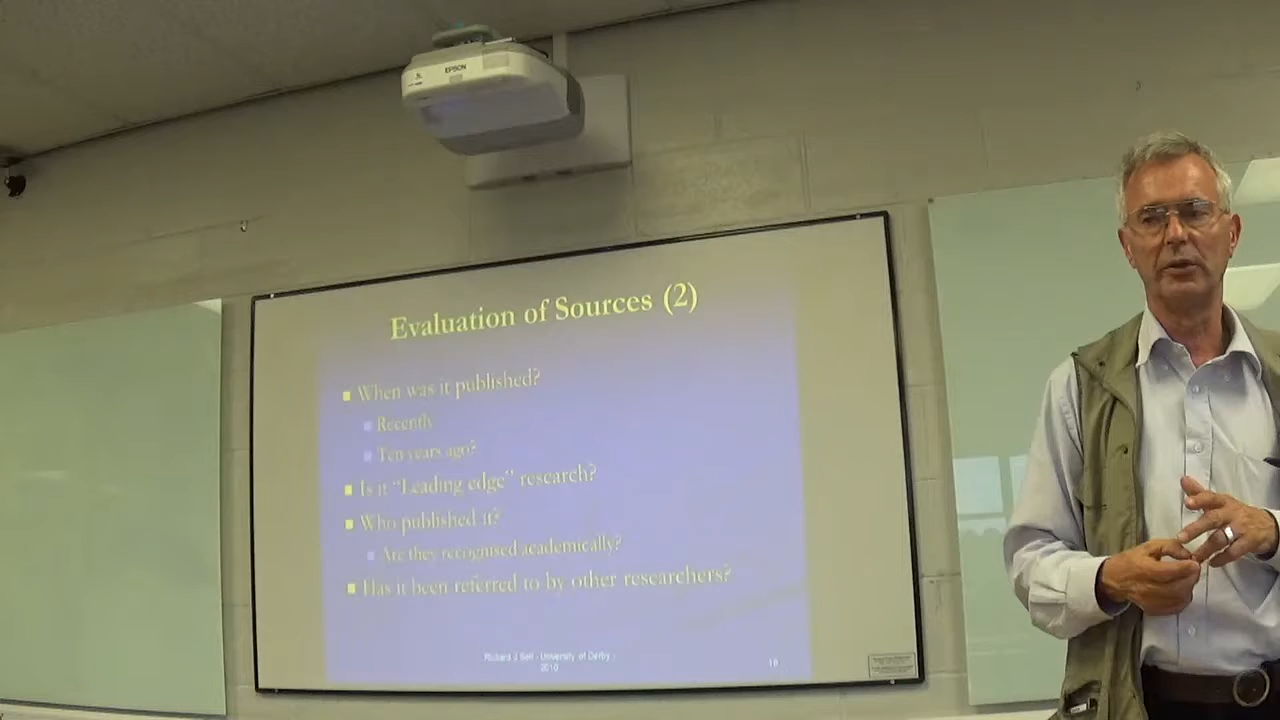 EPSON
Evaluation of Sources (2)
When was it published?
Recently
Ten years ago?
Is it "Leading edge" research?
Who published it?
Are they recognised academically?
Has it been referred to by other researchers?
Richard J Self - University of Derby -
2010